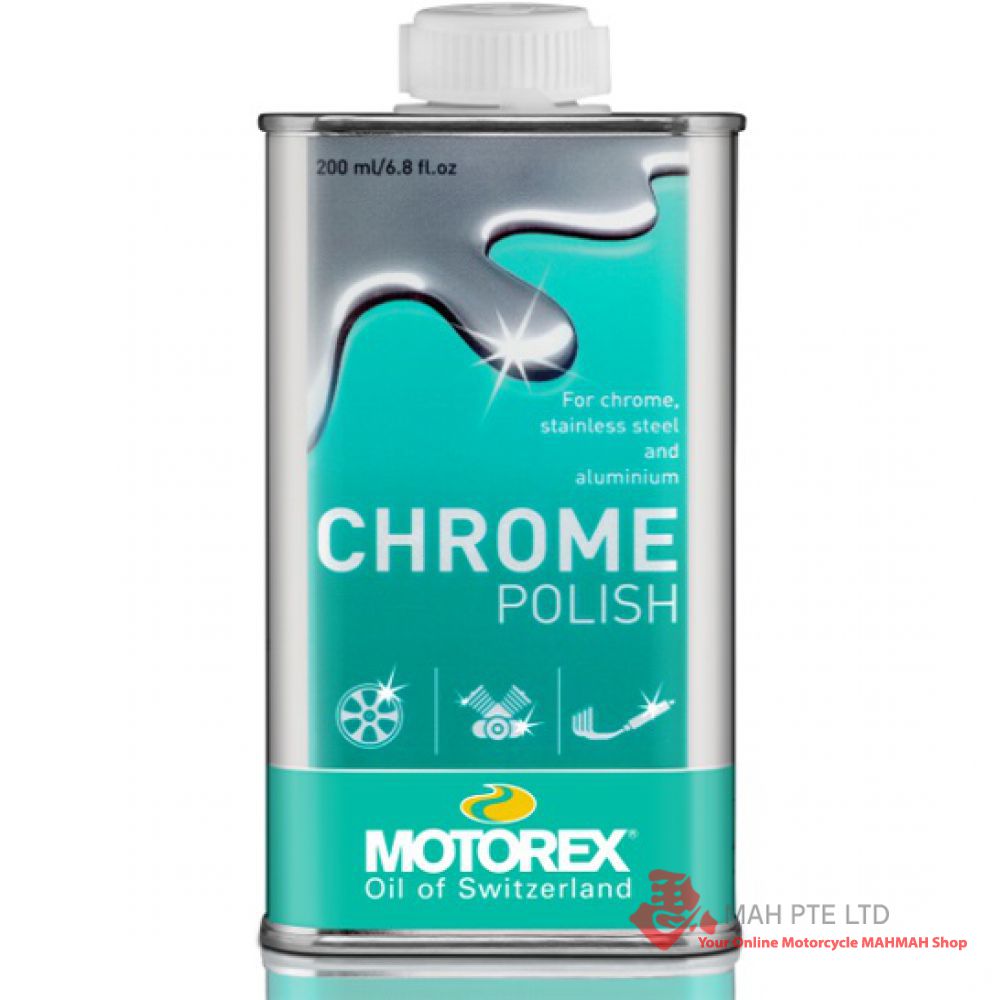 200 ml/6.8 fl.oz
For chrome,
stainless steel
and
aluminium
CHROME
POLISH
MOTOREX®
Oil of Switzerland
MAH PTE LTD
Your Online Motorcycle MAHMAH Shop